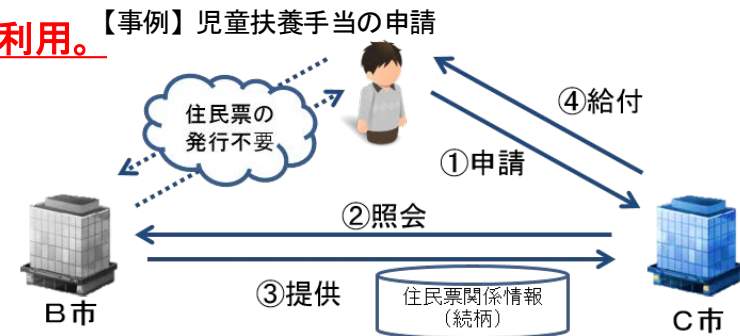 利用。
【事例】児童扶養手当の申請
住民票の
発行不要
④給付
①申請
②照会
③提供
住民票関係情報
（続柄）
B市
C市